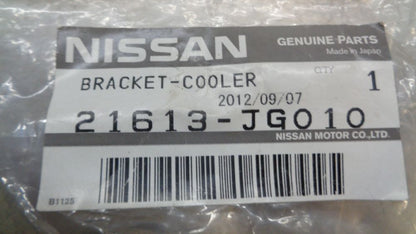 NISSAN GENUINE PARTS
Made in Japan
BRACKET-COOLER QTY 1
2012/09/07
21613-JG010
NISSAN MOTOR CO.,LTD.
B1125